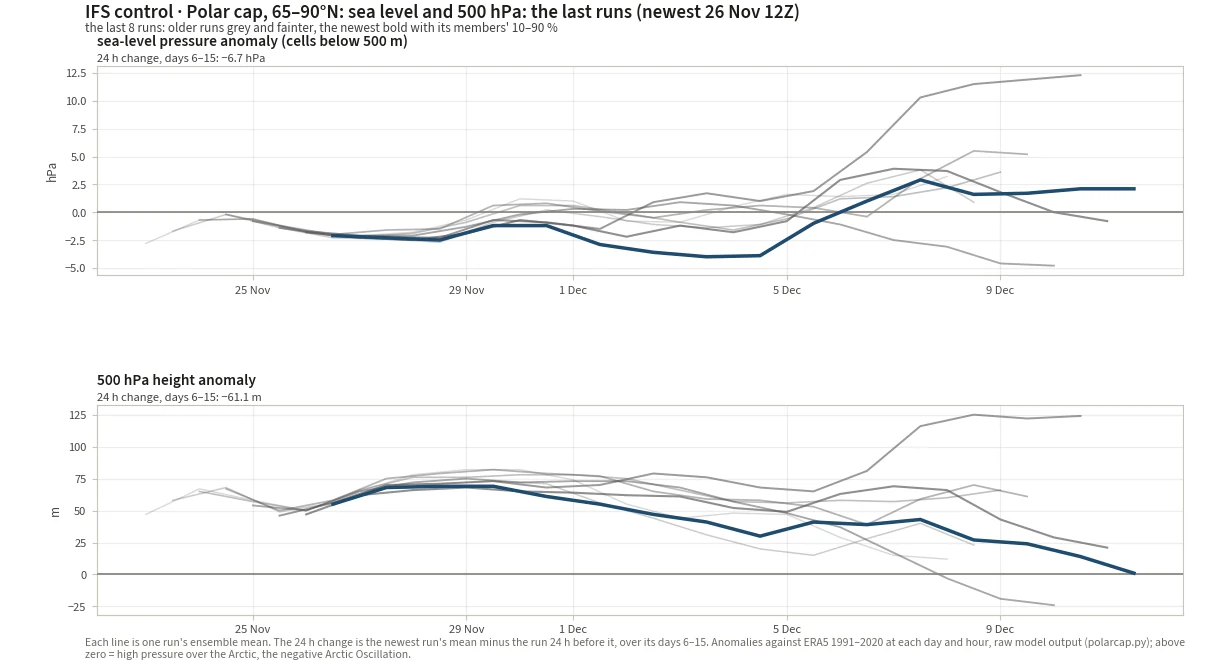 IFS control · Polar cap, 65–90°N: sea level and 500 hPa: the last runs (newest 26 Nov 12Z)
the last 8 runs: older runs grey and fainter, the newest bold with its members' 10–90 %
sea-level pressure anomaly (cells below 500 m)
24 h change, days 6–15: −6.7 hPa
12.5
10.0
7.5
5.0
2.5
0.0
−2.5
−5.0
hPa
25 Nov
29 Nov
1 Dec
5 Dec
9 Dec
500 hPa height anomaly
24 h change, days 6–15: −61.1 m
125
100
75
50
25
0
−25
m
25 Nov
29 Nov
1 Dec
5 Dec
9 Dec
Each line is one run's ensemble mean. The 24 h change is the newest run's mean minus the run 24 h before it, over its days 6–15. Anomalies against ERA5 1991–2020 at each day and hour, raw model output (polarcap.py); above
zero = high pressure over the Arctic, the negative Arctic Oscillation.